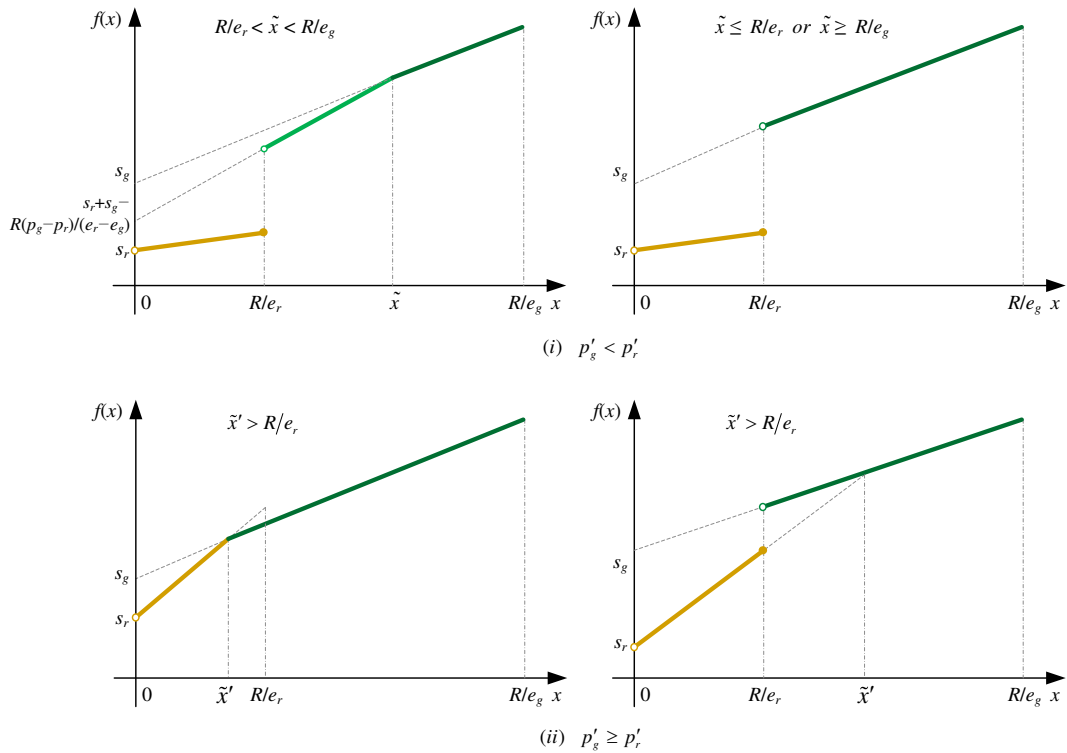 f(x)
R/e_r < x̃ < R/e_g
s_g
s_r+s_g−
R(p_g−p_r)/(e_r−e_g)
s_r
0 R/e_r x̃ R/e_g x
f(x)
x̃ ≤ R/e_r or x̃ ≥ R/e_g
s_g
s_r
0 R/e_r R/e_g x
(i) p′_g < p′_r
f(x)
x̃′ > R/e_r
s_g
s_r
0 x̃′ R/e_r R/e_g x
f(x)
x̃′ > R/e_r
s_g
s_r
0 R/e_r x̃′ R/e_g x
(ii) p′_g ≥ p′_r